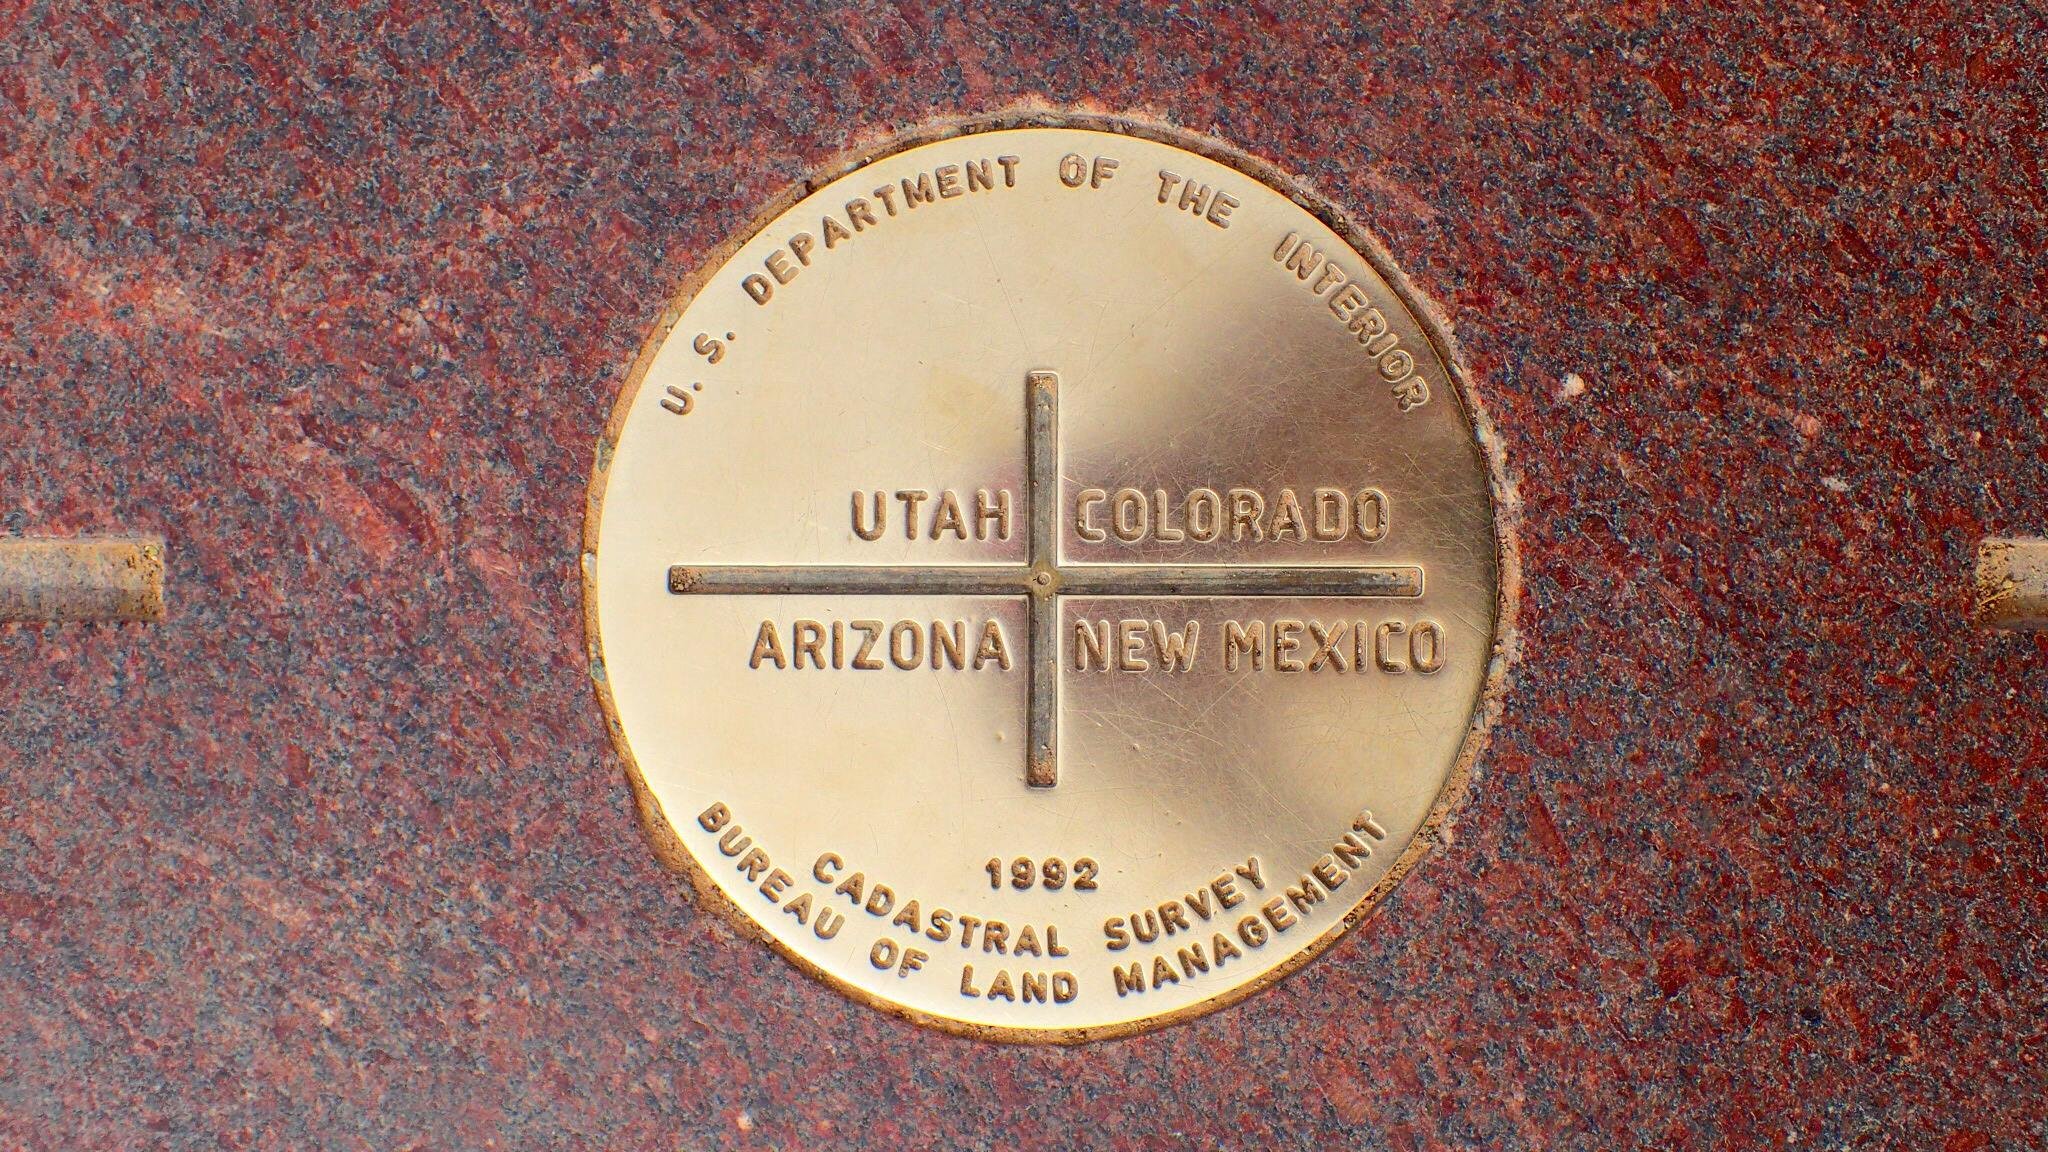 U.S. DEPARTMENT OF THE INTERIOR
UTAH COLORADO
ARIZONA NEW MEXICO
1992
CADASTRAL SURVEY
BUREAU OF LAND MANAGEMENT